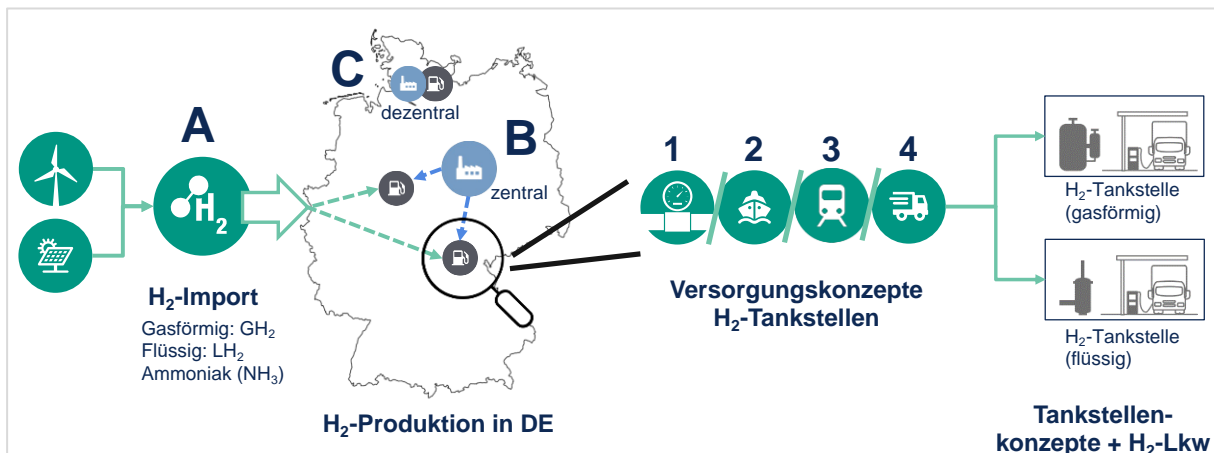 A
H₂
H₂-Import
Gasförmig: GH₂
Flüssig: LH₂
Ammoniak (NH₃)
C
dezentral
B
zentral
H₂-Produktion in DE
1
2
3
4
Versorgungskonzepte
H₂-Tankstellen
H₂-Tankstelle
(gasförmig)
H₂-Tankstelle
(flüssig)
Tankstellen-
konzepte + H₂-Lkw